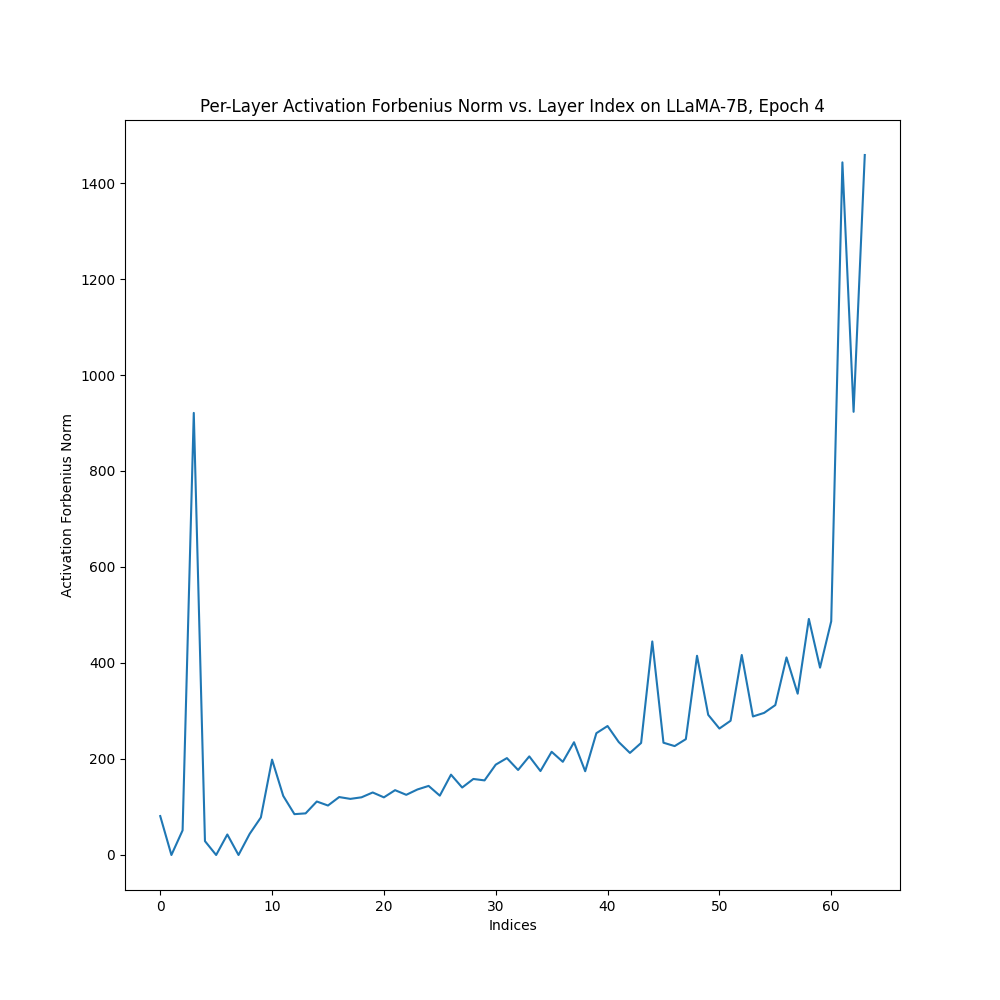 Per-Layer Activation Forbenius Norm vs. Layer Index on LLaMA-7B, Epoch 4
1400
1200
1000
800
600
400
200
0
Activation Forbenius Norm
0 10 20 30 40 50 60
Indices